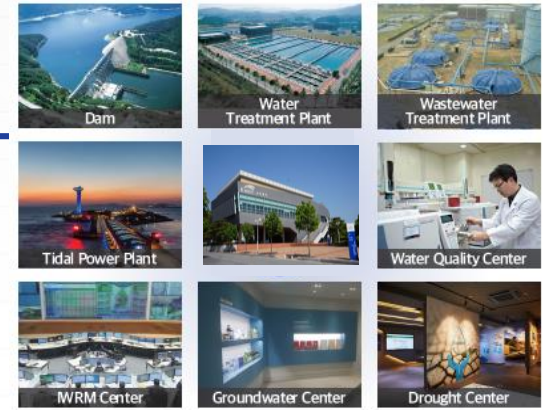 Dam
Water
Treatment Plant
Wastewater
Treatment Plant
Tidal Power Plant
Water Quality Center
IWRM Center
Groundwater Center
Drought Center